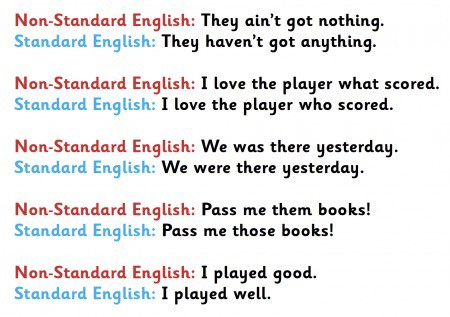 Non-Standard English: They ain't got nothing.
Standard English: They haven't got anything.
Non-Standard English: I love the player what scored.
Standard English: I love the player who scored.
Non-Standard English: We was there yesterday.
Standard English: We were there yesterday.
Non-Standard English: Pass me them books!
Standard English: Pass me those books!
Non-Standard English: I played good.
Standard English: I played well.